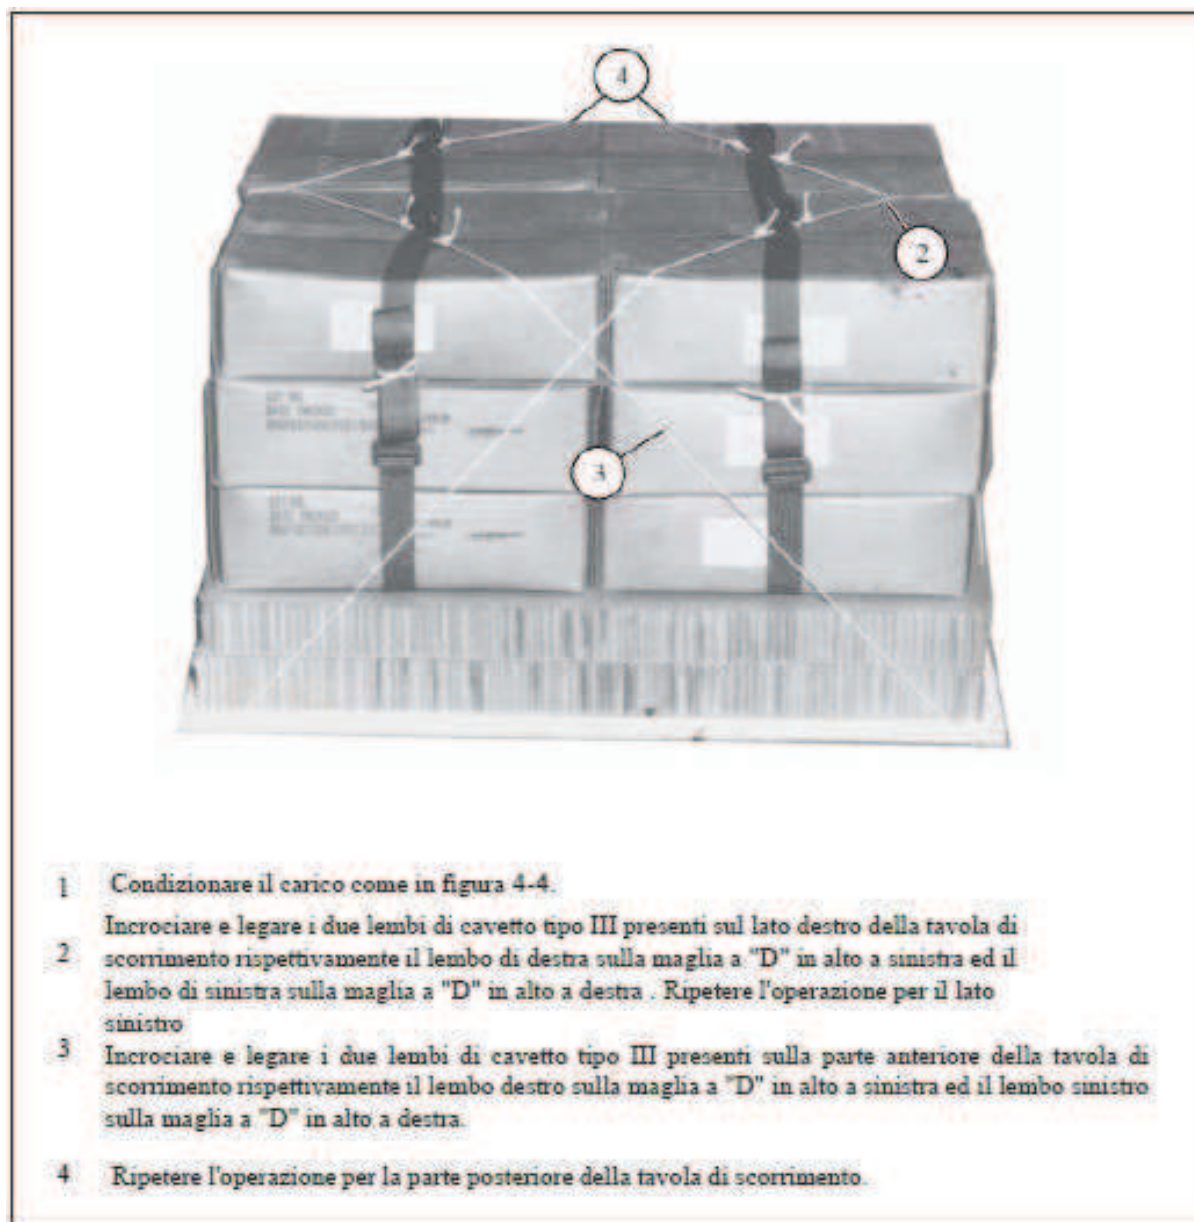 4
2
3
1 Condizionare il carico come in figura 4-4.
Incrociare e legare i due lembi di cavetto tipo III presenti sul lato destro della tavola di
2 scorrimento rispettivamente il lembo di destra sulla maglia a "D" in alto a sinistra ed il
lembo di sinistra sulla maglia a "D" in alto a destra . Ripetere l'operazione per il lato
sinistro
3 Incrociare e legare i due lembi di cavetto tipo III presenti sulla parte anteriore della tavola di
scorrimento rispettivamente il lembo destro sulla maglia a "D" in alto a sinistra ed il lembo sinistro
sulla maglia a "D" in alto a destra.
4 Ripetere l'operazione per la parte posteriore della tavola di scorrimento.